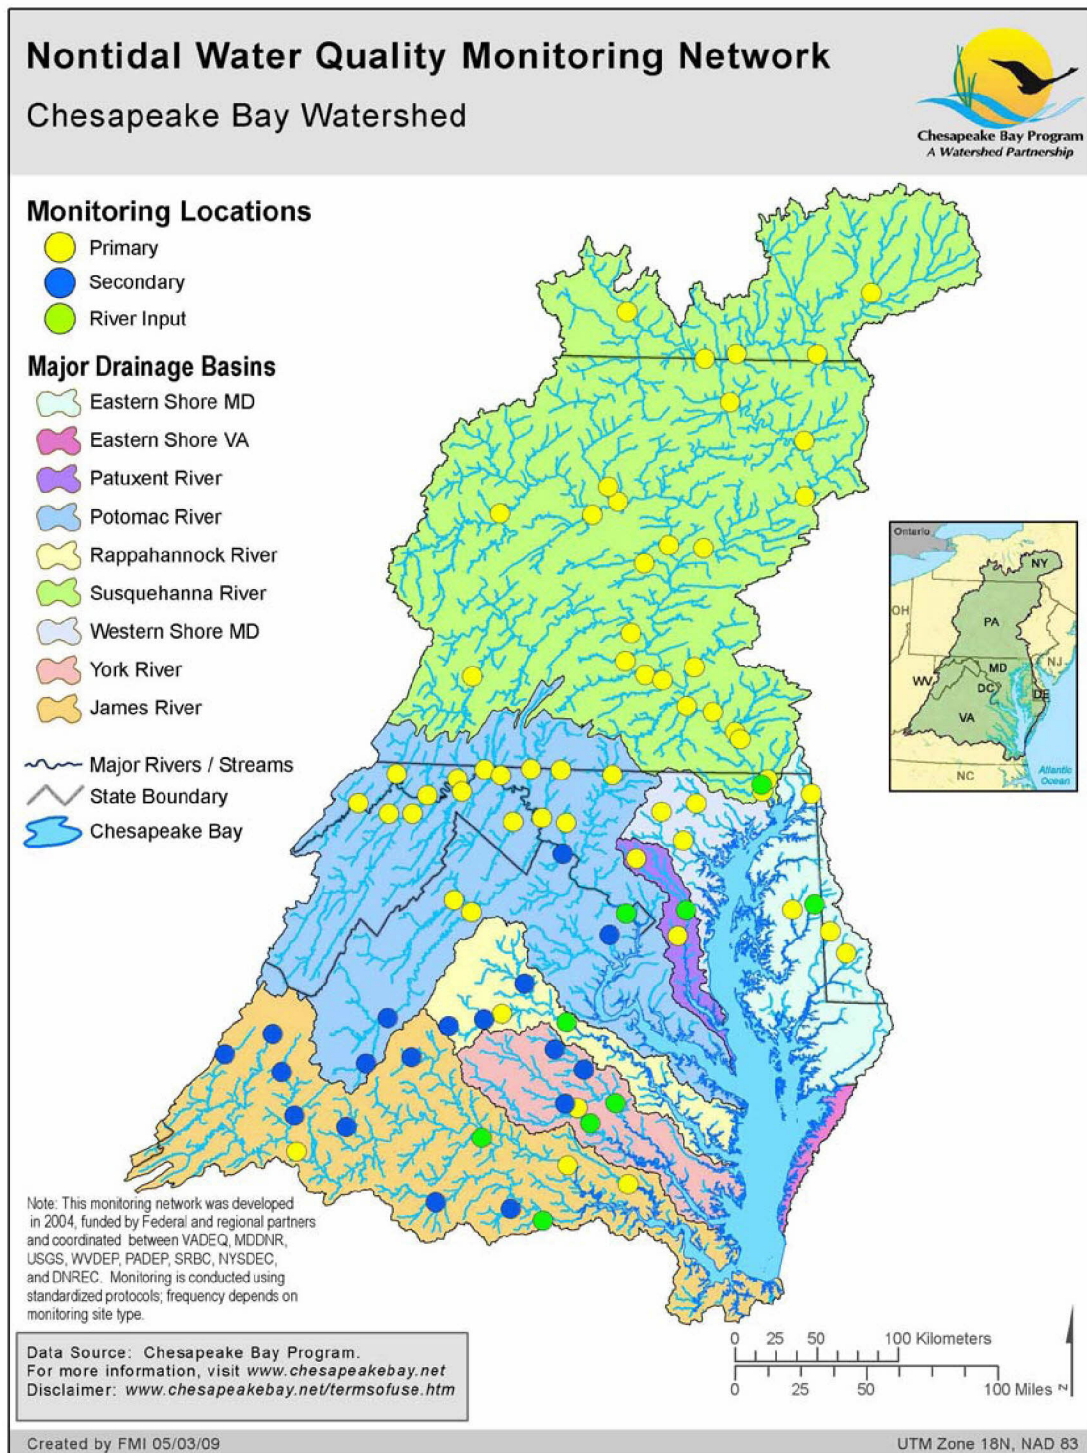 Nontidal Water Quality Monitoring Network
Chesapeake Bay Watershed
Chesapeake Bay Program
A Watershed Partnership
Monitoring Locations
Primary
Secondary
River Input
Major Drainage Basins
Eastern Shore MD
Eastern Shore VA
Patuxent River
Potomac River
Rappahannock River
Susquehanna River
Western Shore MD
York River
James River
Major Rivers / Streams
State Boundary
Chesapeake Bay
Ontario
NY
OH
PA
NJ
MD
WV
DC
DE
VA
NC
Atlantic
Ocean
Note: This monitoring network was developed
in 2004, funded by Federal and regional partners
and coordinated between VADEQ, MDDNR,
USGS, WVDEP, PADEP, SRBC, NYSDEC,
and DNREC. Monitoring is conducted using
standardized protocols; frequency depends on
monitoring site type.
0 25 50 100 Kilometers
0 25 50 100 Miles
N
Data Source: Chesapeake Bay Program.
For more information, visit www.chesapeakebay.net
Disclaimer: www.chesapeakebay.net/termsofuse.htm
Created by FMI 05/03/09
UTM Zone 18N, NAD 83